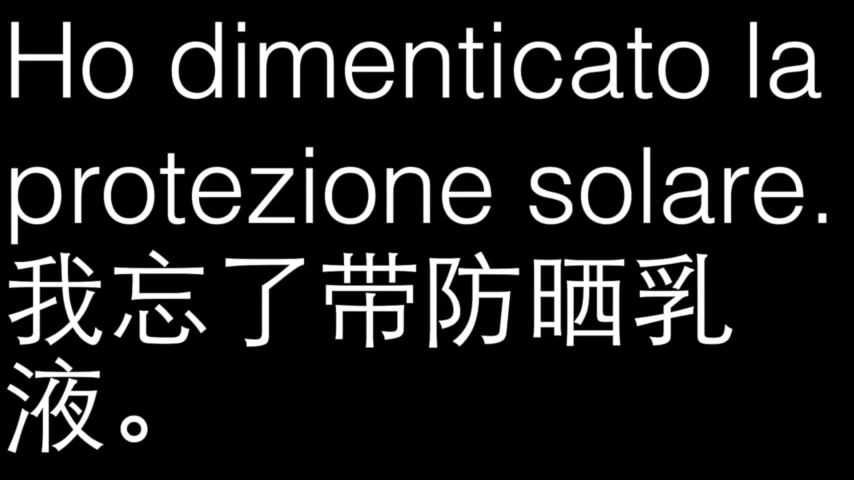 Ho dimenticato la
protezione solare.
我忘了带防晒乳
液。